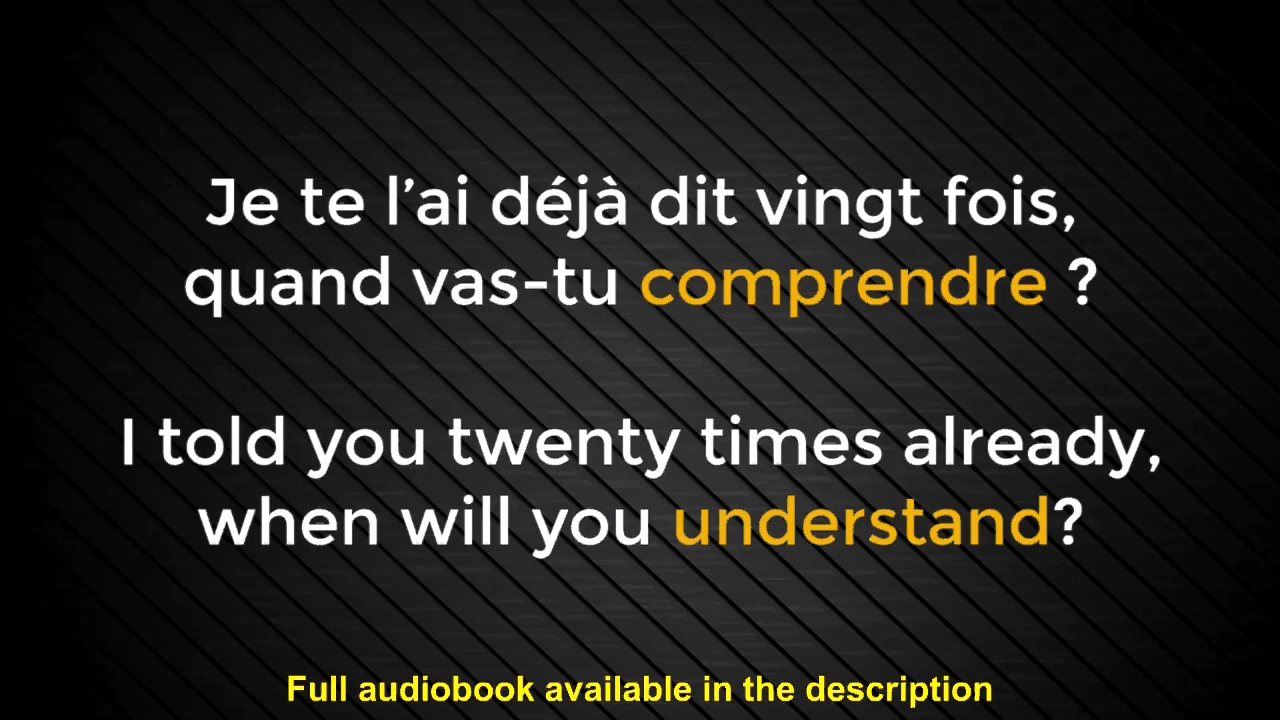 Je te l’ai déjà dit vingt fois,
quand vas-tu comprendre ?
I told you twenty times already,
when will you understand?
Full audiobook available in the description